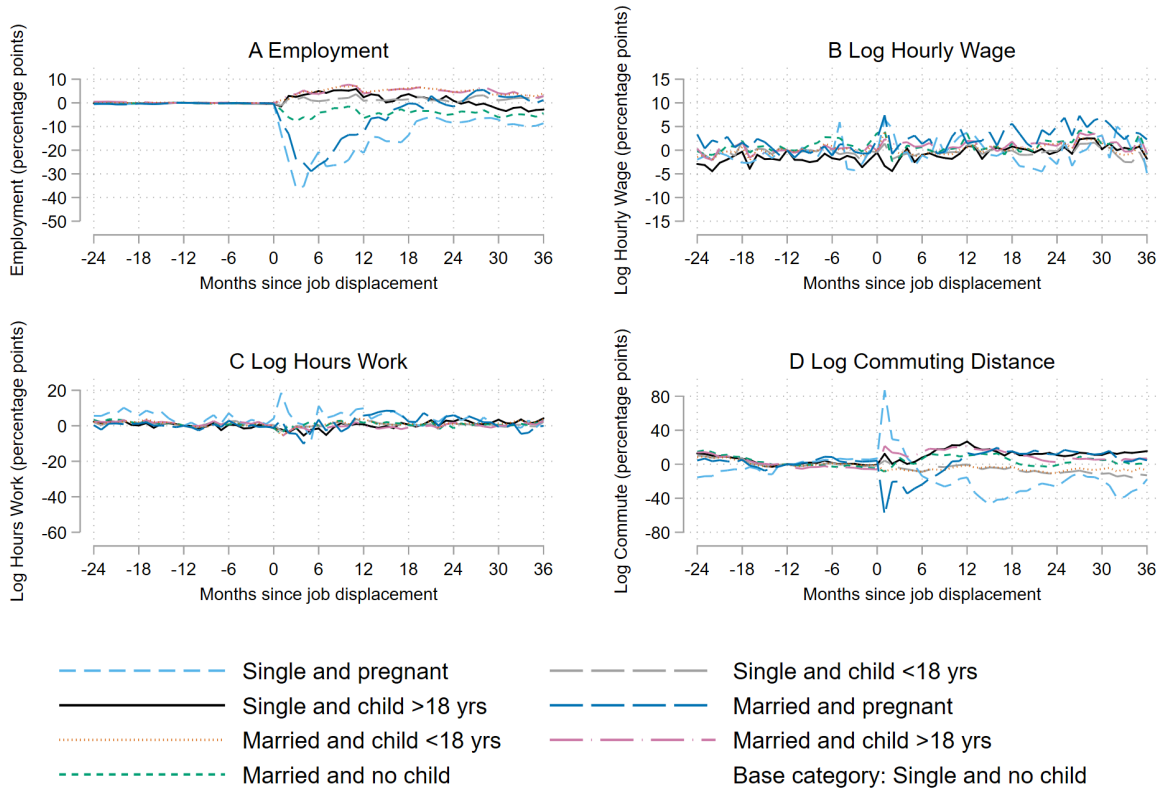 A Employment
Employment (percentage points)
10
0
-10
-20
-30
-40
-50
-24 -18 -12 -6 0 6 12 18 24 30 36
Months since job displacement
B Log Hourly Wage
Log Hourly Wage (percentage points)
15
10
5
0
-5
-10
-15
-24 -18 -12 -6 0 6 12 18 24 30 36
Months since job displacement
C Log Hours Work
Log Hours Work (percentage points)
20
0
-20
-40
-60
-24 -18 -12 -6 0 6 12 18 24 30 36
Months since job displacement
D Log Commuting Distance
Log Commute (percentage points)
80
40
0
-40
-80
-24 -18 -12 -6 0 6 12 18 24 30 36
Months since job displacement
Single and pregnant
Single and child <18 yrs
Single and child >18 yrs
Married and pregnant
Married and child <18 yrs
Married and child >18 yrs
Married and no child
Base category: Single and no child